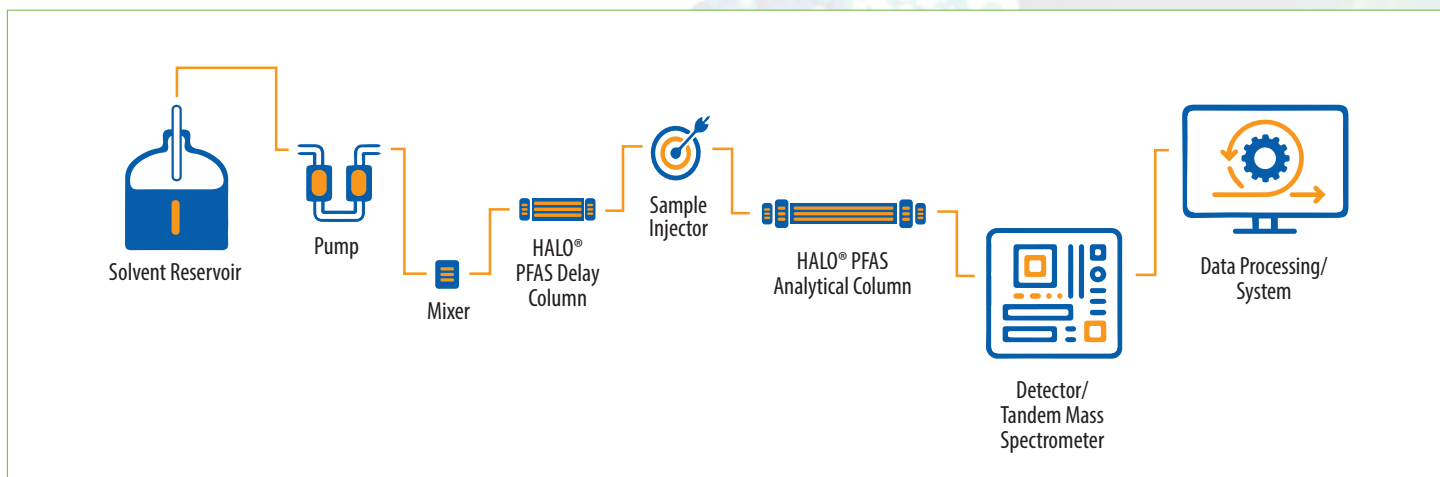 Solvent Reservoir
Pump
Mixer
HALO®
PFAS Delay
Column
Sample
Injector
HALO® PFAS
Analytical Column
Detector/
Tandem Mass
Spectrometer
Data Processing/
System